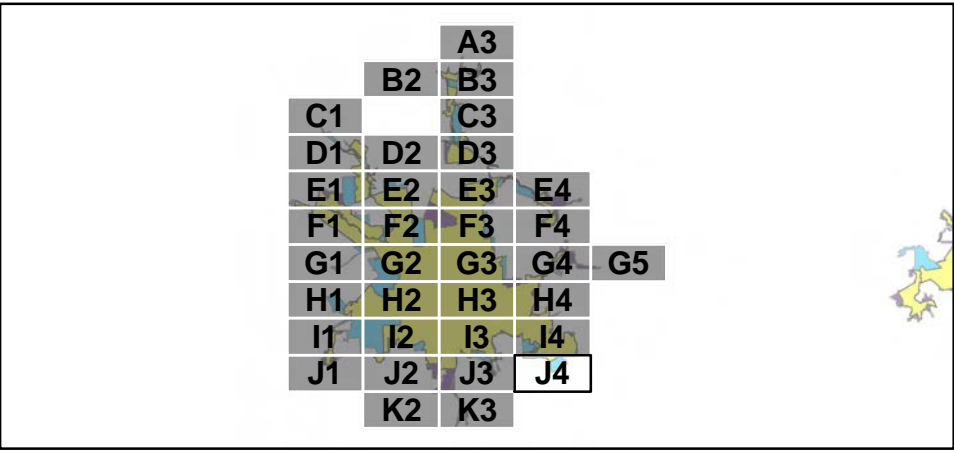 A3
B2 B3
C1 C3
D1 D2 D3
E1 E2 E3 E4
F1 F2 F3 F4
G1 G2 G3 G4 G5
H1 H2 H3 H4
I1 I2 I3 I4
J1 J2 J3 J4
K2 K3